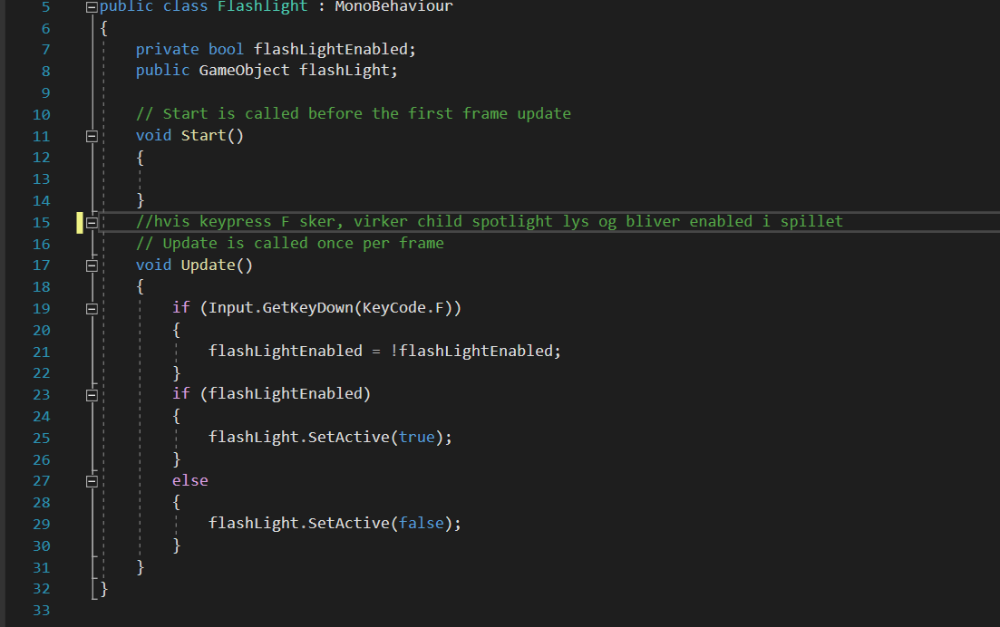 5 public class Flashlight : MonoBehaviour
6 {
7 private bool flashLightEnabled;
8 public GameObject flashLight;
9
10 // Start is called before the first frame update
11 void Start()
12 {
13
14 }
15 //hvis keypress F sker, virker child spotlight lys og bliver enabled i spillet
16 // Update is called once per frame
17 void Update()
18 {
19 if (Input.GetKeyDown(KeyCode.F))
20 {
21 flashLightEnabled = !flashLightEnabled;
22 }
23 if (flashLightEnabled)
24 {
25 flashLight.SetActive(true);
26 }
27 else
28 {
29 flashLight.SetActive(false);
30 }
31 }
32 }
33